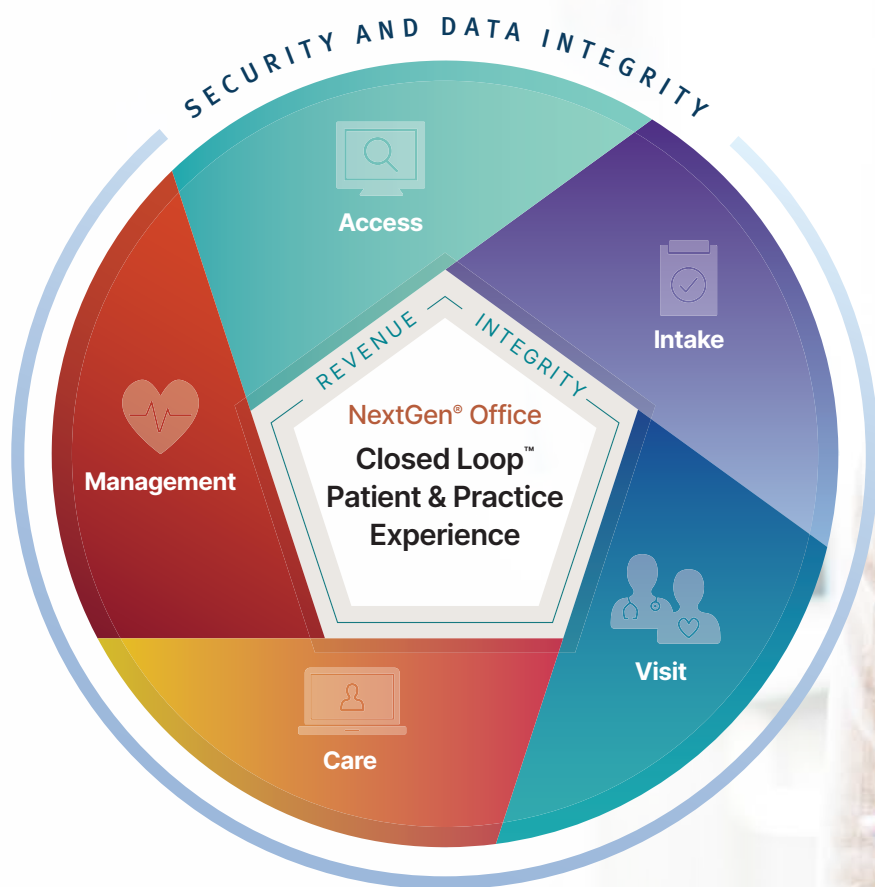 SECURITY AND DATA INTEGRITY
Access
Intake
Visit
Care
Management
REVENUE INTEGRITY
NextGen® Office
Closed Loop™
Patient & Practice
Experience